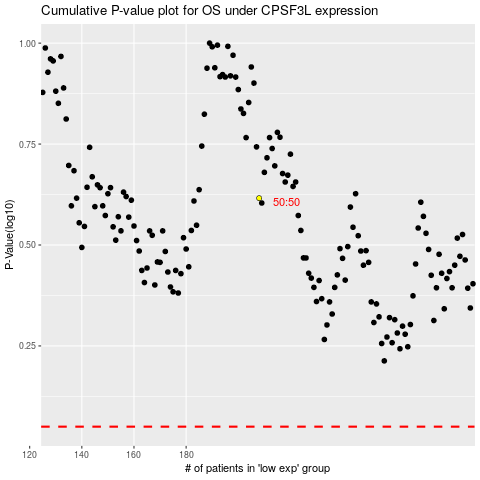 Cumulative P-value plot for OS under CPSF3L expression
P-Value(log10)
1.00
0.75
0.50
0.25
50:50
120 140 160 180
# of patients in 'low exp' group